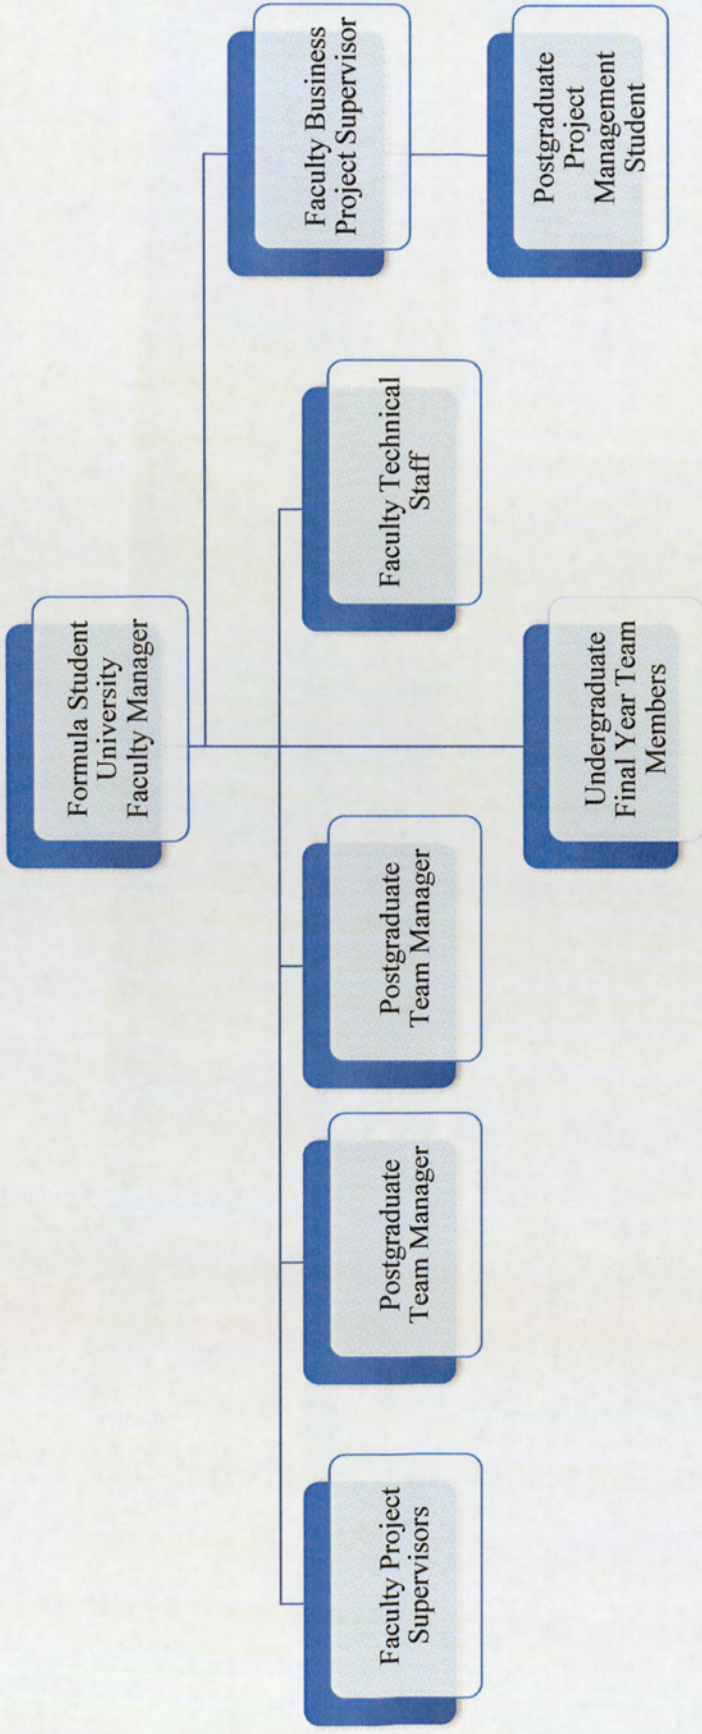 Formula Student
University
Faculty Manager
Faculty Business
Project Supervisor
Faculty Project
Supervisors
Postgraduate
Team Manager
Postgraduate
Team Manager
Faculty Technical
Staff
Postgraduate
Project
Management
Student
Undergraduate
Final Year Team
Members